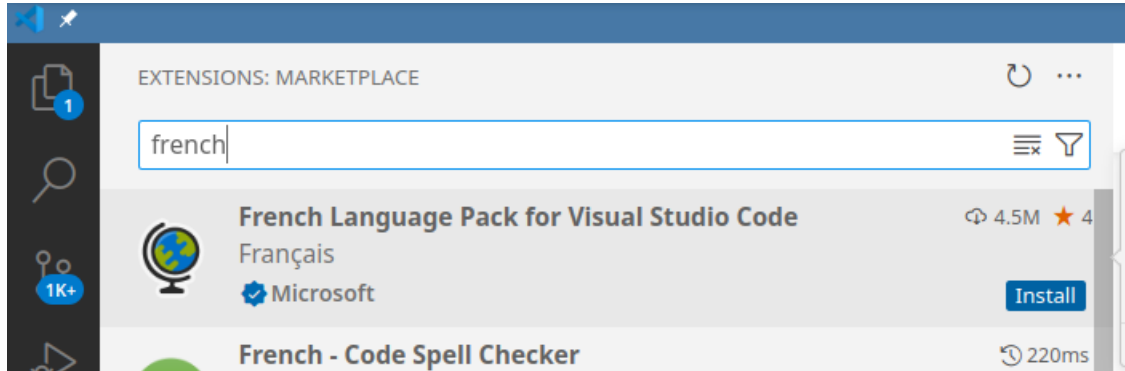 EXTENSIONS: MARKETPLACE
1
french
French Language Pack for Visual Studio Code 4.5M ★ 4
Français
Microsoft
Install
1K+
French - Code Spell Checker 220ms